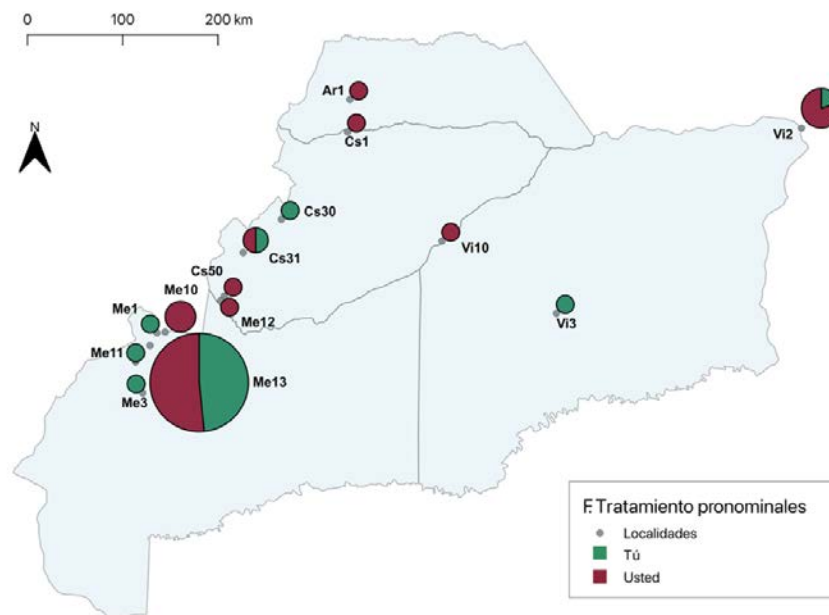 0 100 200 km
Ar1
Cs1
Vi2
N
Cs30
Cs31
Vi10
Cs50
Me10
Me1
Me12
Vi3
Me11
Me13
Me3
F. Tratamiento pronominales
Localidades
Tú
Usted